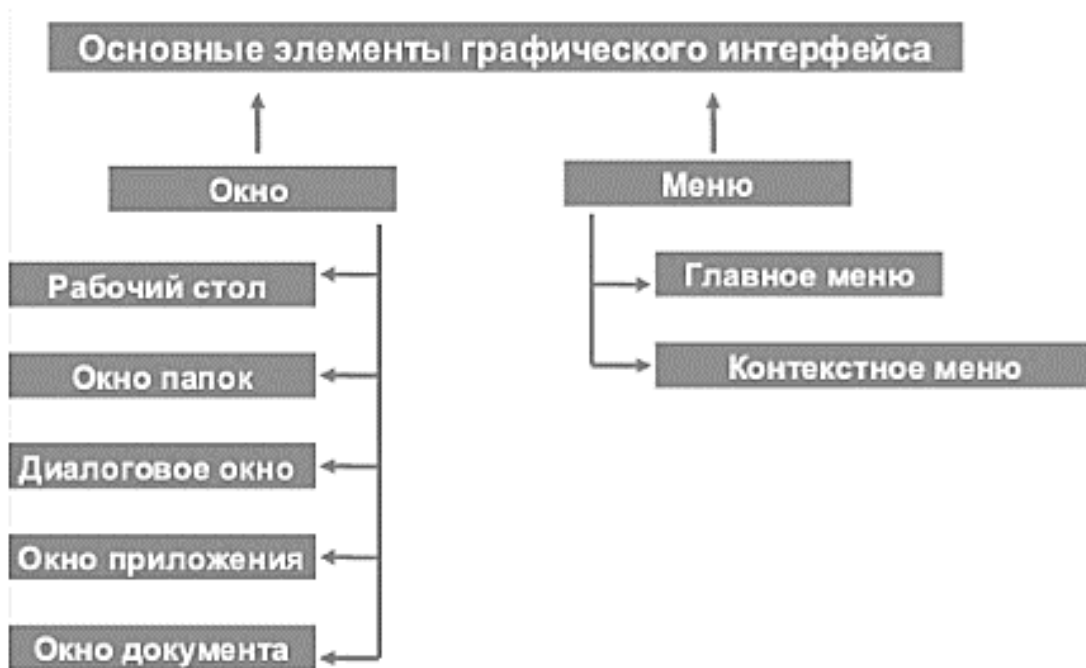 Основные элементы графического интерфейса
Окно
Меню
Рабочий стол
Окно папок
Диалоговое окно
Окно приложения
Окно документа
Главное меню
Контекстное меню